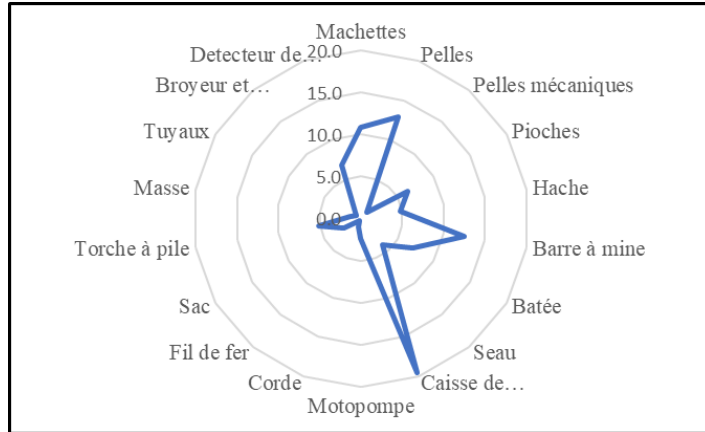 Machettes
Pelles
Pelles mécaniques
Pioches
Hache
Barre à mine
Batée
Seau
Caisse de…
Motopompe
Corde
Fil de fer
Sac
Torche à pile
Masse
Tuyaux
Broyeur et…
Detecteur de…
20.0
15.0
10.0
5.0
0.0